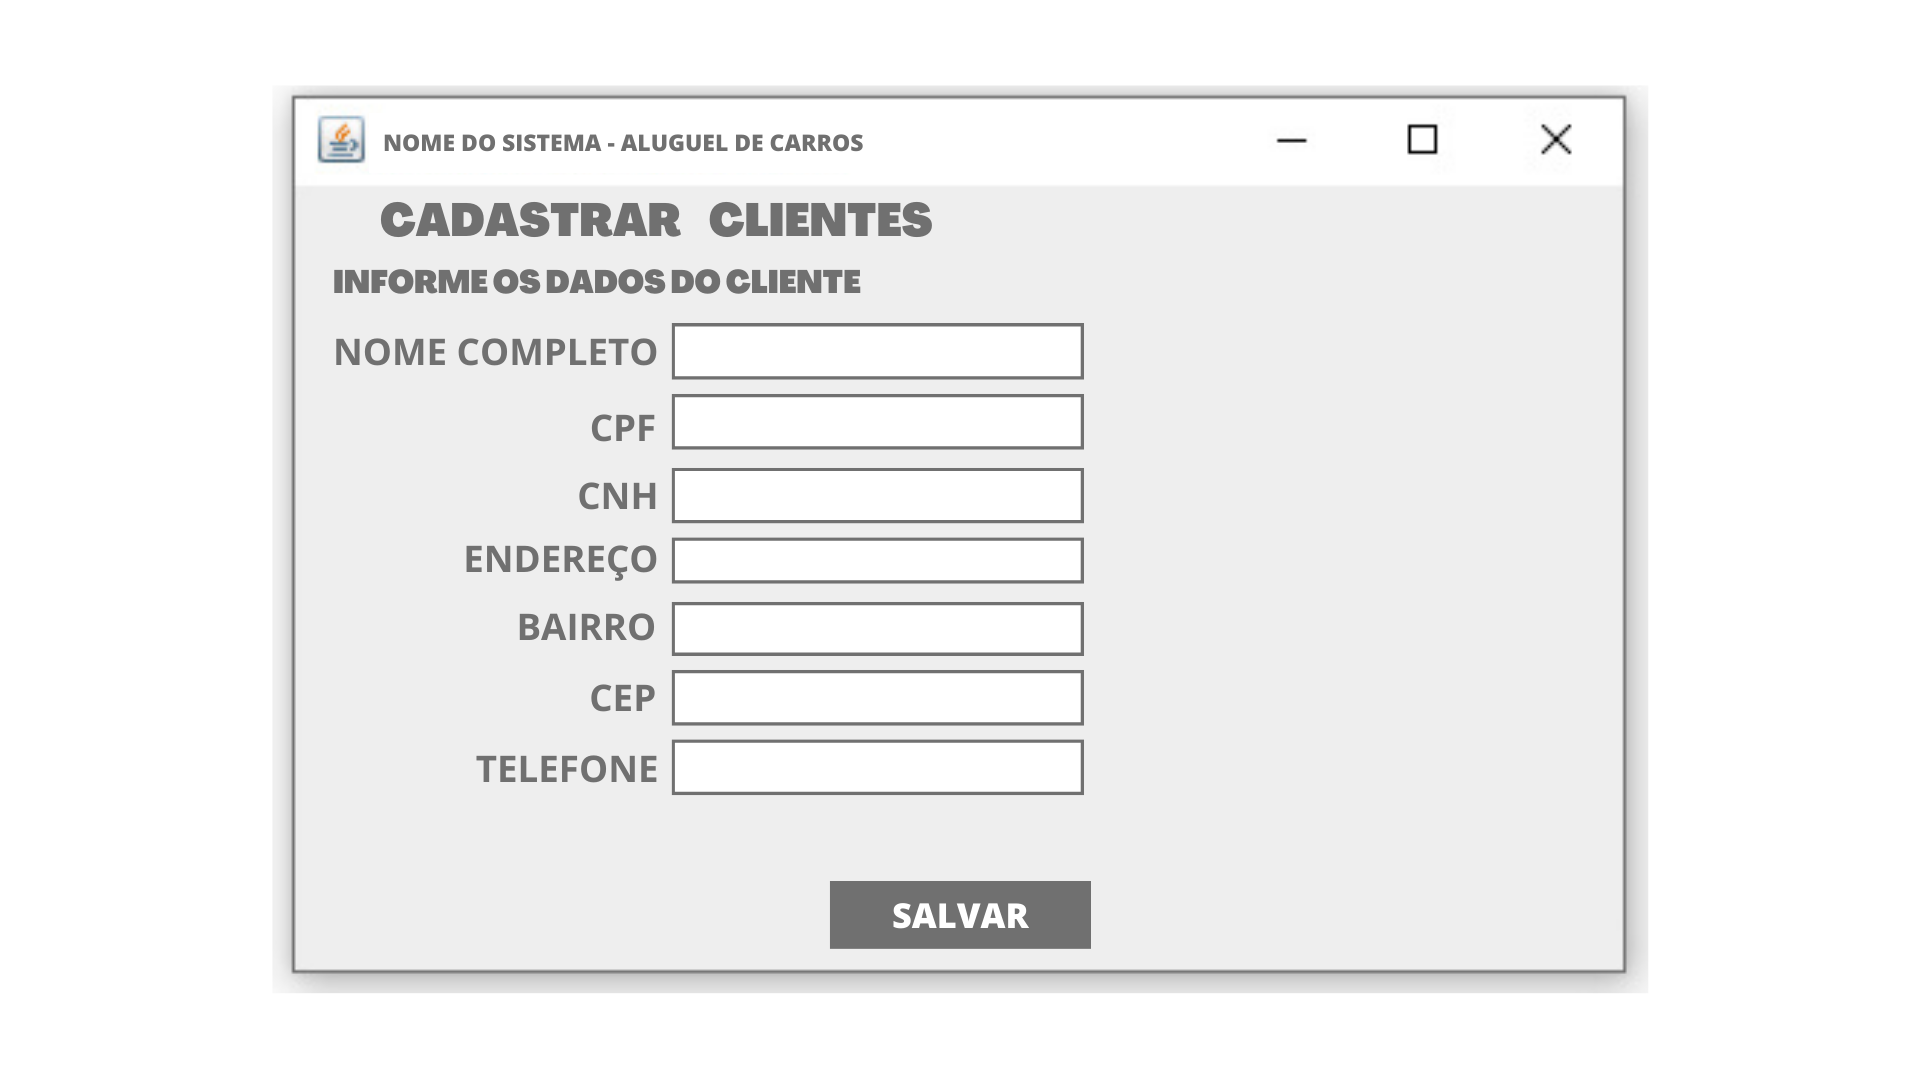 NOME DO SISTEMA - ALUGUEL DE CARROS
CADASTRAR CLIENTES
INFORME OS DADOS DO CLIENTE
NOME COMPLETO
CPF
CNH
ENDEREÇO
BAIRRO
CEP
TELEFONE
SALVAR